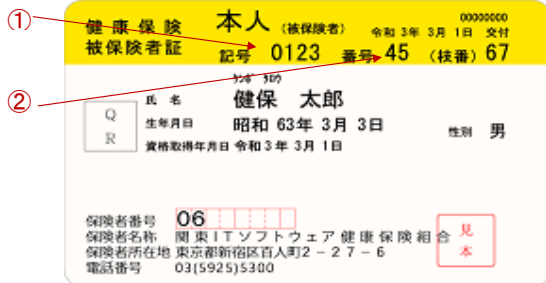 ①
②
健康保険
被保険者証
本人 (被保険者)
00000000
令和 3年 3月 1日 交付
記号 0123 番号 45 (枝番) 67
ｹﾝﾎﾟ ﾀﾛｳ
氏名 健保 太郎
QR
生年月日 昭和 63年 3月 3日
性別 男
資格取得年月日 令和3年 3月 1日
保険者番号 06
保険者名称 関東ITソフトウェア健康保険組合
保険者所在地 東京都新宿区百人町2-27-6
電話番号 03(5925)5300
見本